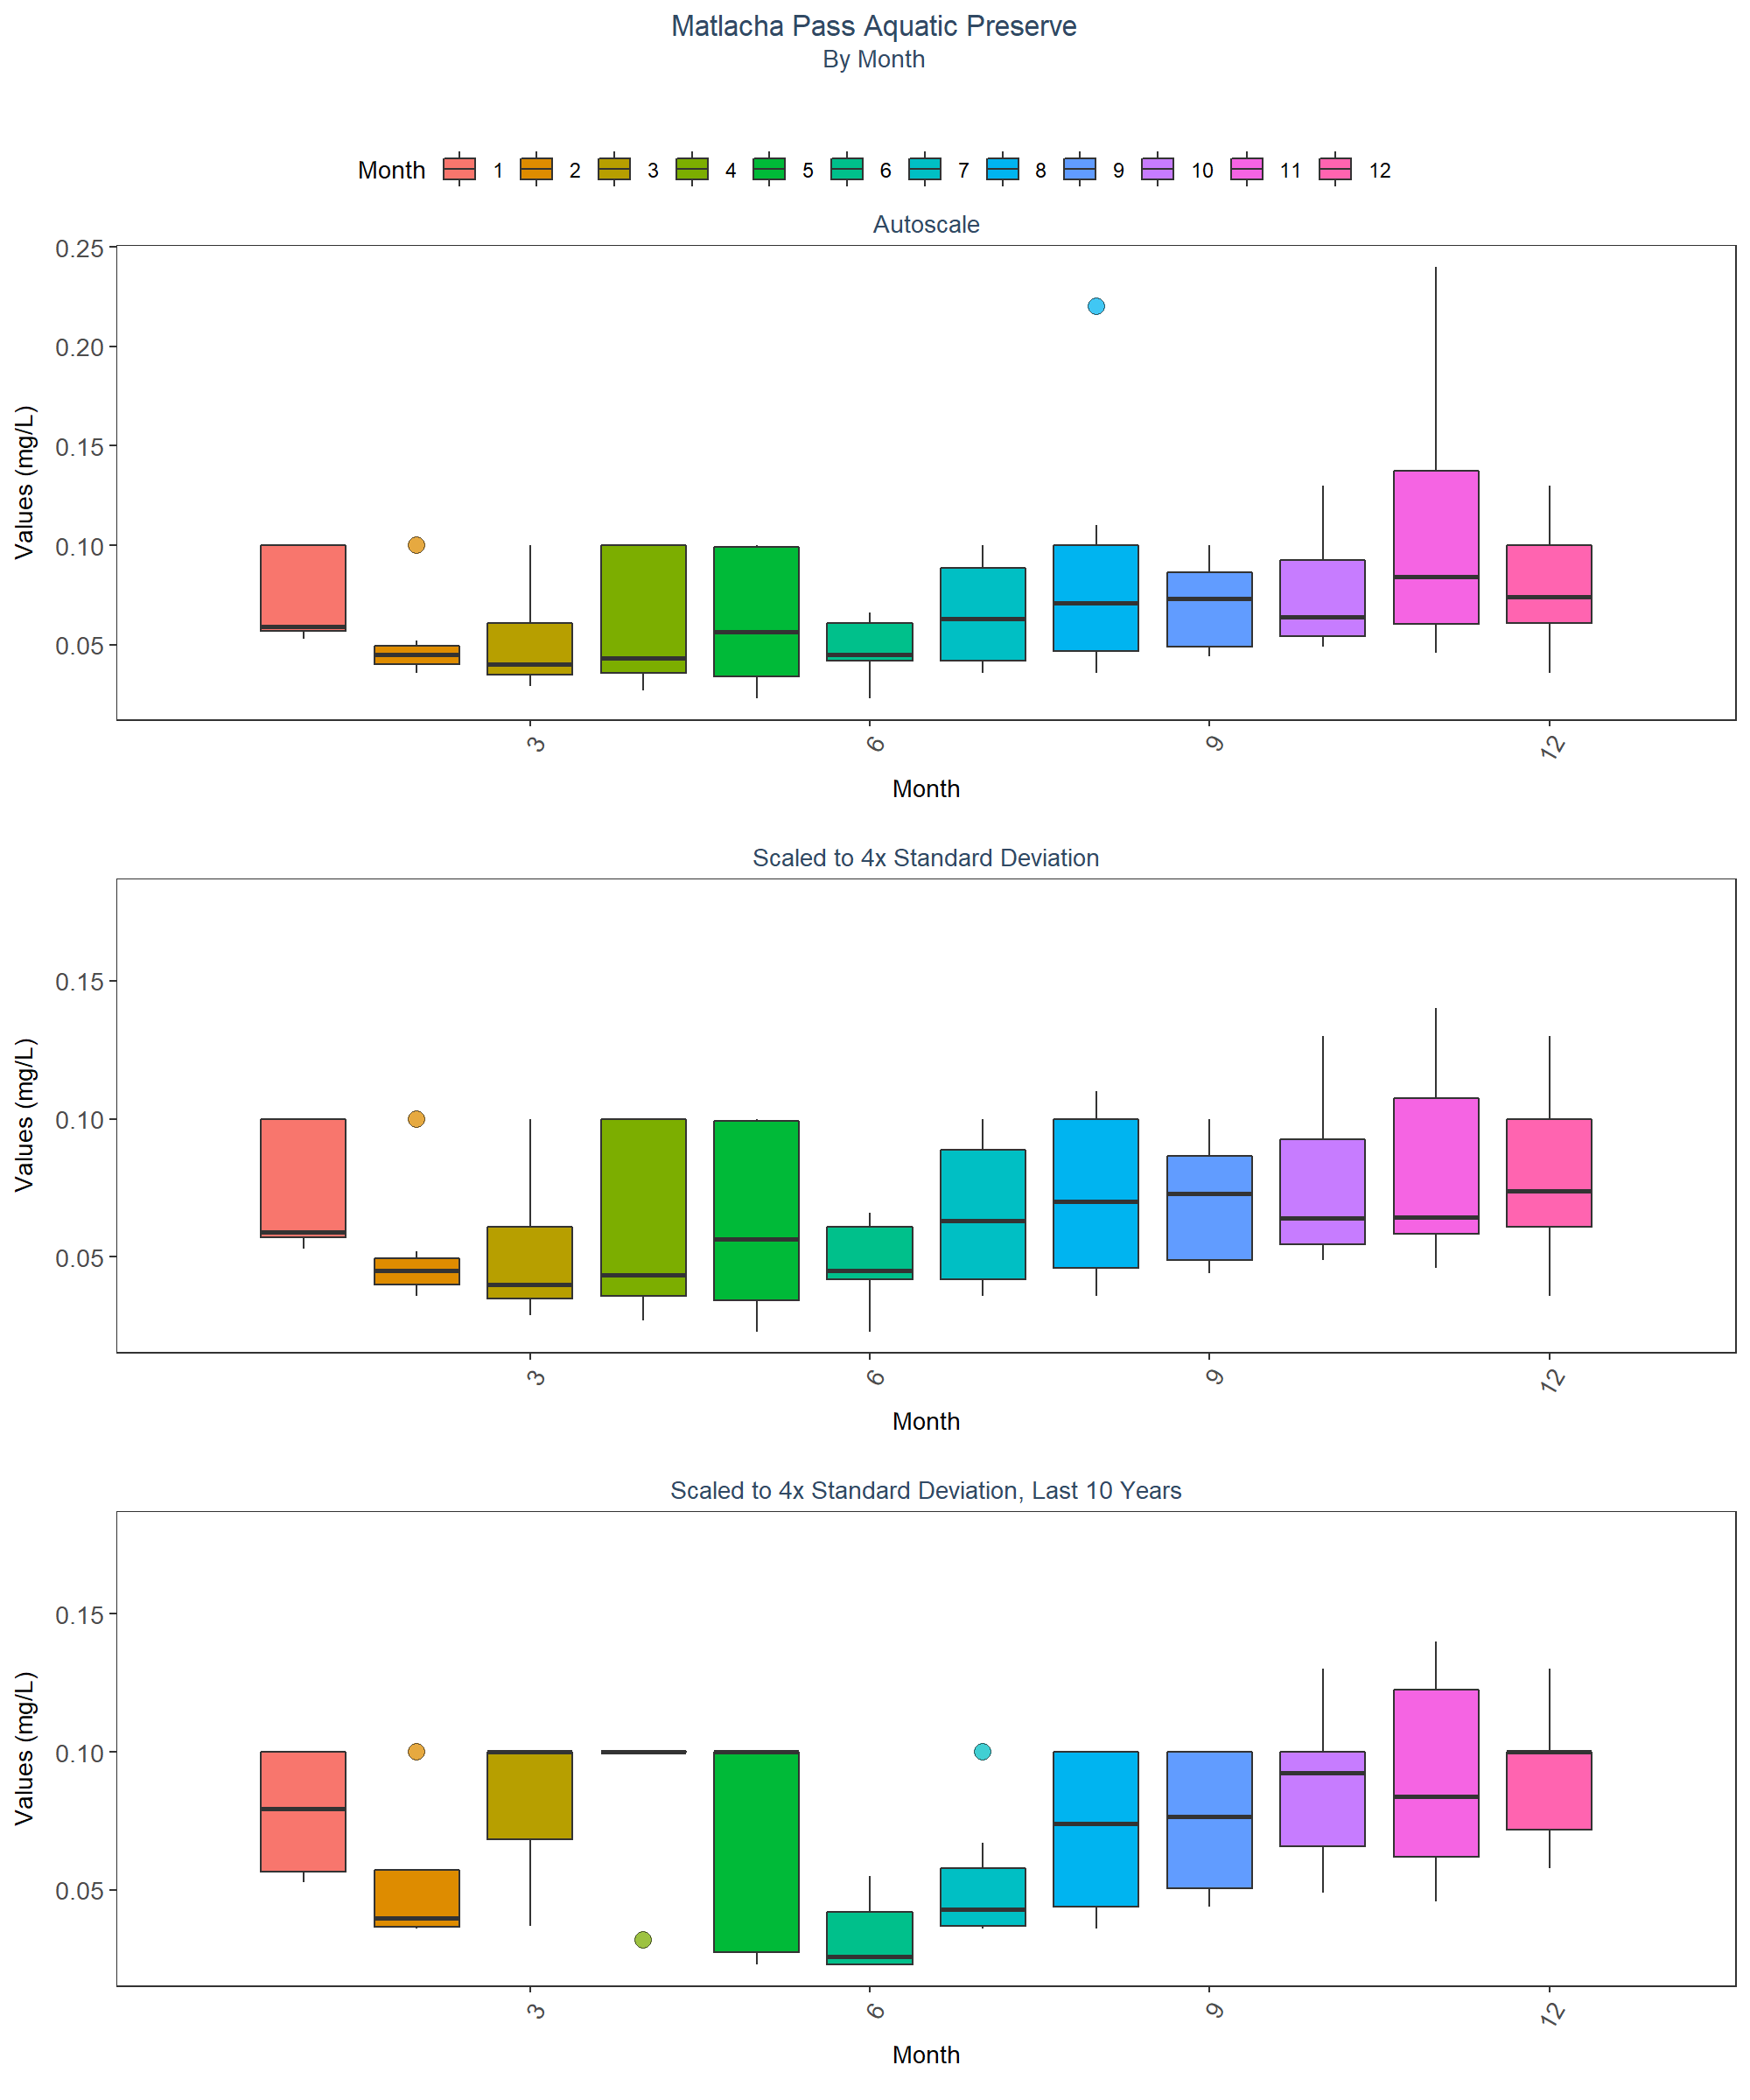 Matlacha Pass Aquatic Preserve
By Month
Month 1 2 3 4 5 6 7 8 9 10 11 12
Autoscale
Values (mg/L)
0.25
0.20
0.15
0.10
0.05
3 6 9 12
Month
Scaled to 4x Standard Deviation
Values (mg/L)
0.15
0.10
0.05
3 6 9 12
Month
Scaled to 4x Standard Deviation, Last 10 Years
Values (mg/L)
0.15
0.10
0.05
3 6 9 12
Month